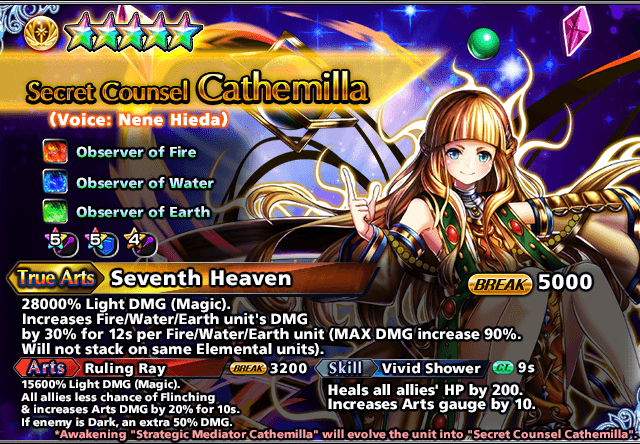 Secret Counsel Cathemilla
(Voice: Nene Hieda)
Observer of Fire
Observer of Water
Observer of Earth
5 5 4
True Arts Seventh Heaven BREAK 5000
28000% Light DMG (Magic).
Increases Fire/Water/Earth unit's DMG
by 30% for 12s per Fire/Water/Earth unit (MAX DMG increase 90%.
Will not stack on same Elemental units).
Arts Ruling Ray BREAK 3200
15600% Light DMG (Magic).
All allies less chance of Flinching
& increases Arts DMG by 20% for 10s.
If enemy is Dark, an extra 50% DMG.
Skill Vivid Shower C.T. 9s
Heals all allies' HP by 200.
Increases Arts gauge by 10.
*Awakening "Strategic Mediator Cathemilla" will evolve the unit into "Secret Counsel Cathemilla".